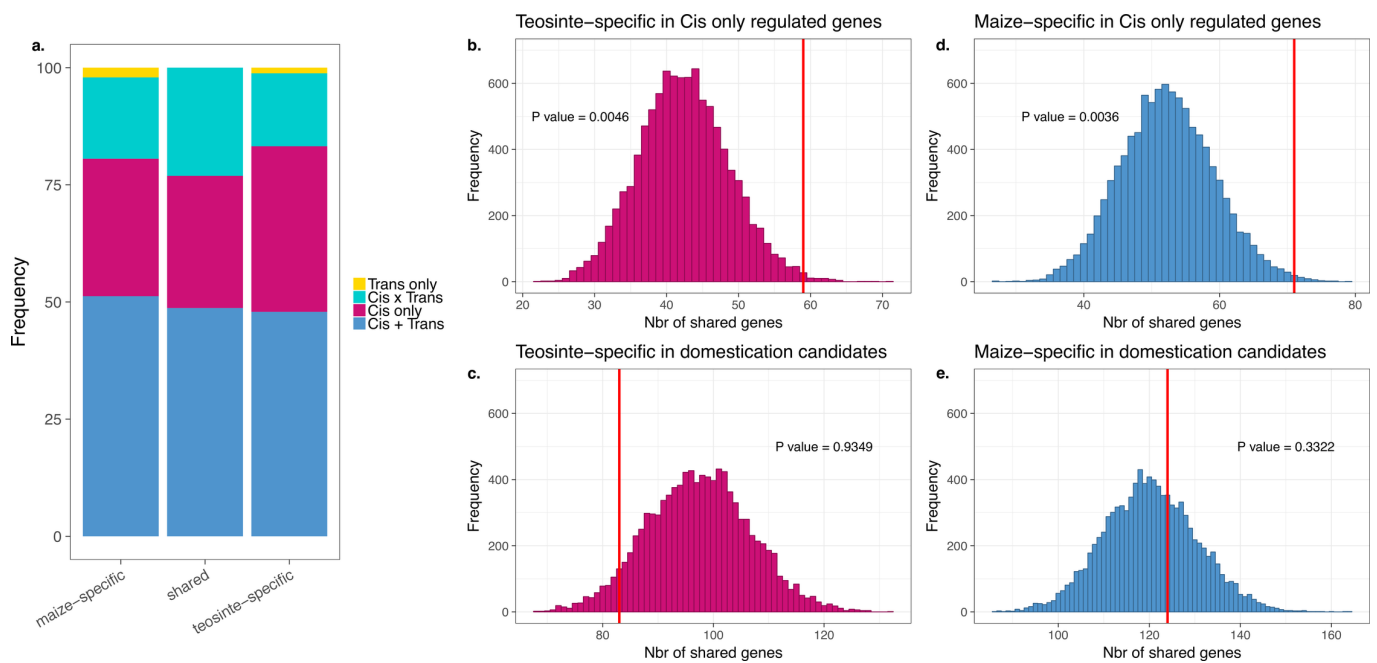 a.
100
75
50
25
0
Frequency
maize-specific
shared
teosinte-specific
Trans only
Cis x Trans
Cis only
Cis + Trans
Teosinte-specific in Cis only regulated genes
b.
600
400
200
0
Frequency
P value = 0.0046
20 30 40 50 60 70
Nbr of shared genes
Maize-specific in Cis only regulated genes
d.
600
400
200
0
Frequency
P value = 0.0036
40 60 80
Nbr of shared genes
Teosinte-specific in domestication candidates
c.
600
400
200
0
Frequency
P value = 0.9349
80 100 120
Nbr of shared genes
Maize-specific in domestication candidates
e.
600
400
200
0
Frequency
P value = 0.3322
100 120 140 160
Nbr of shared genes